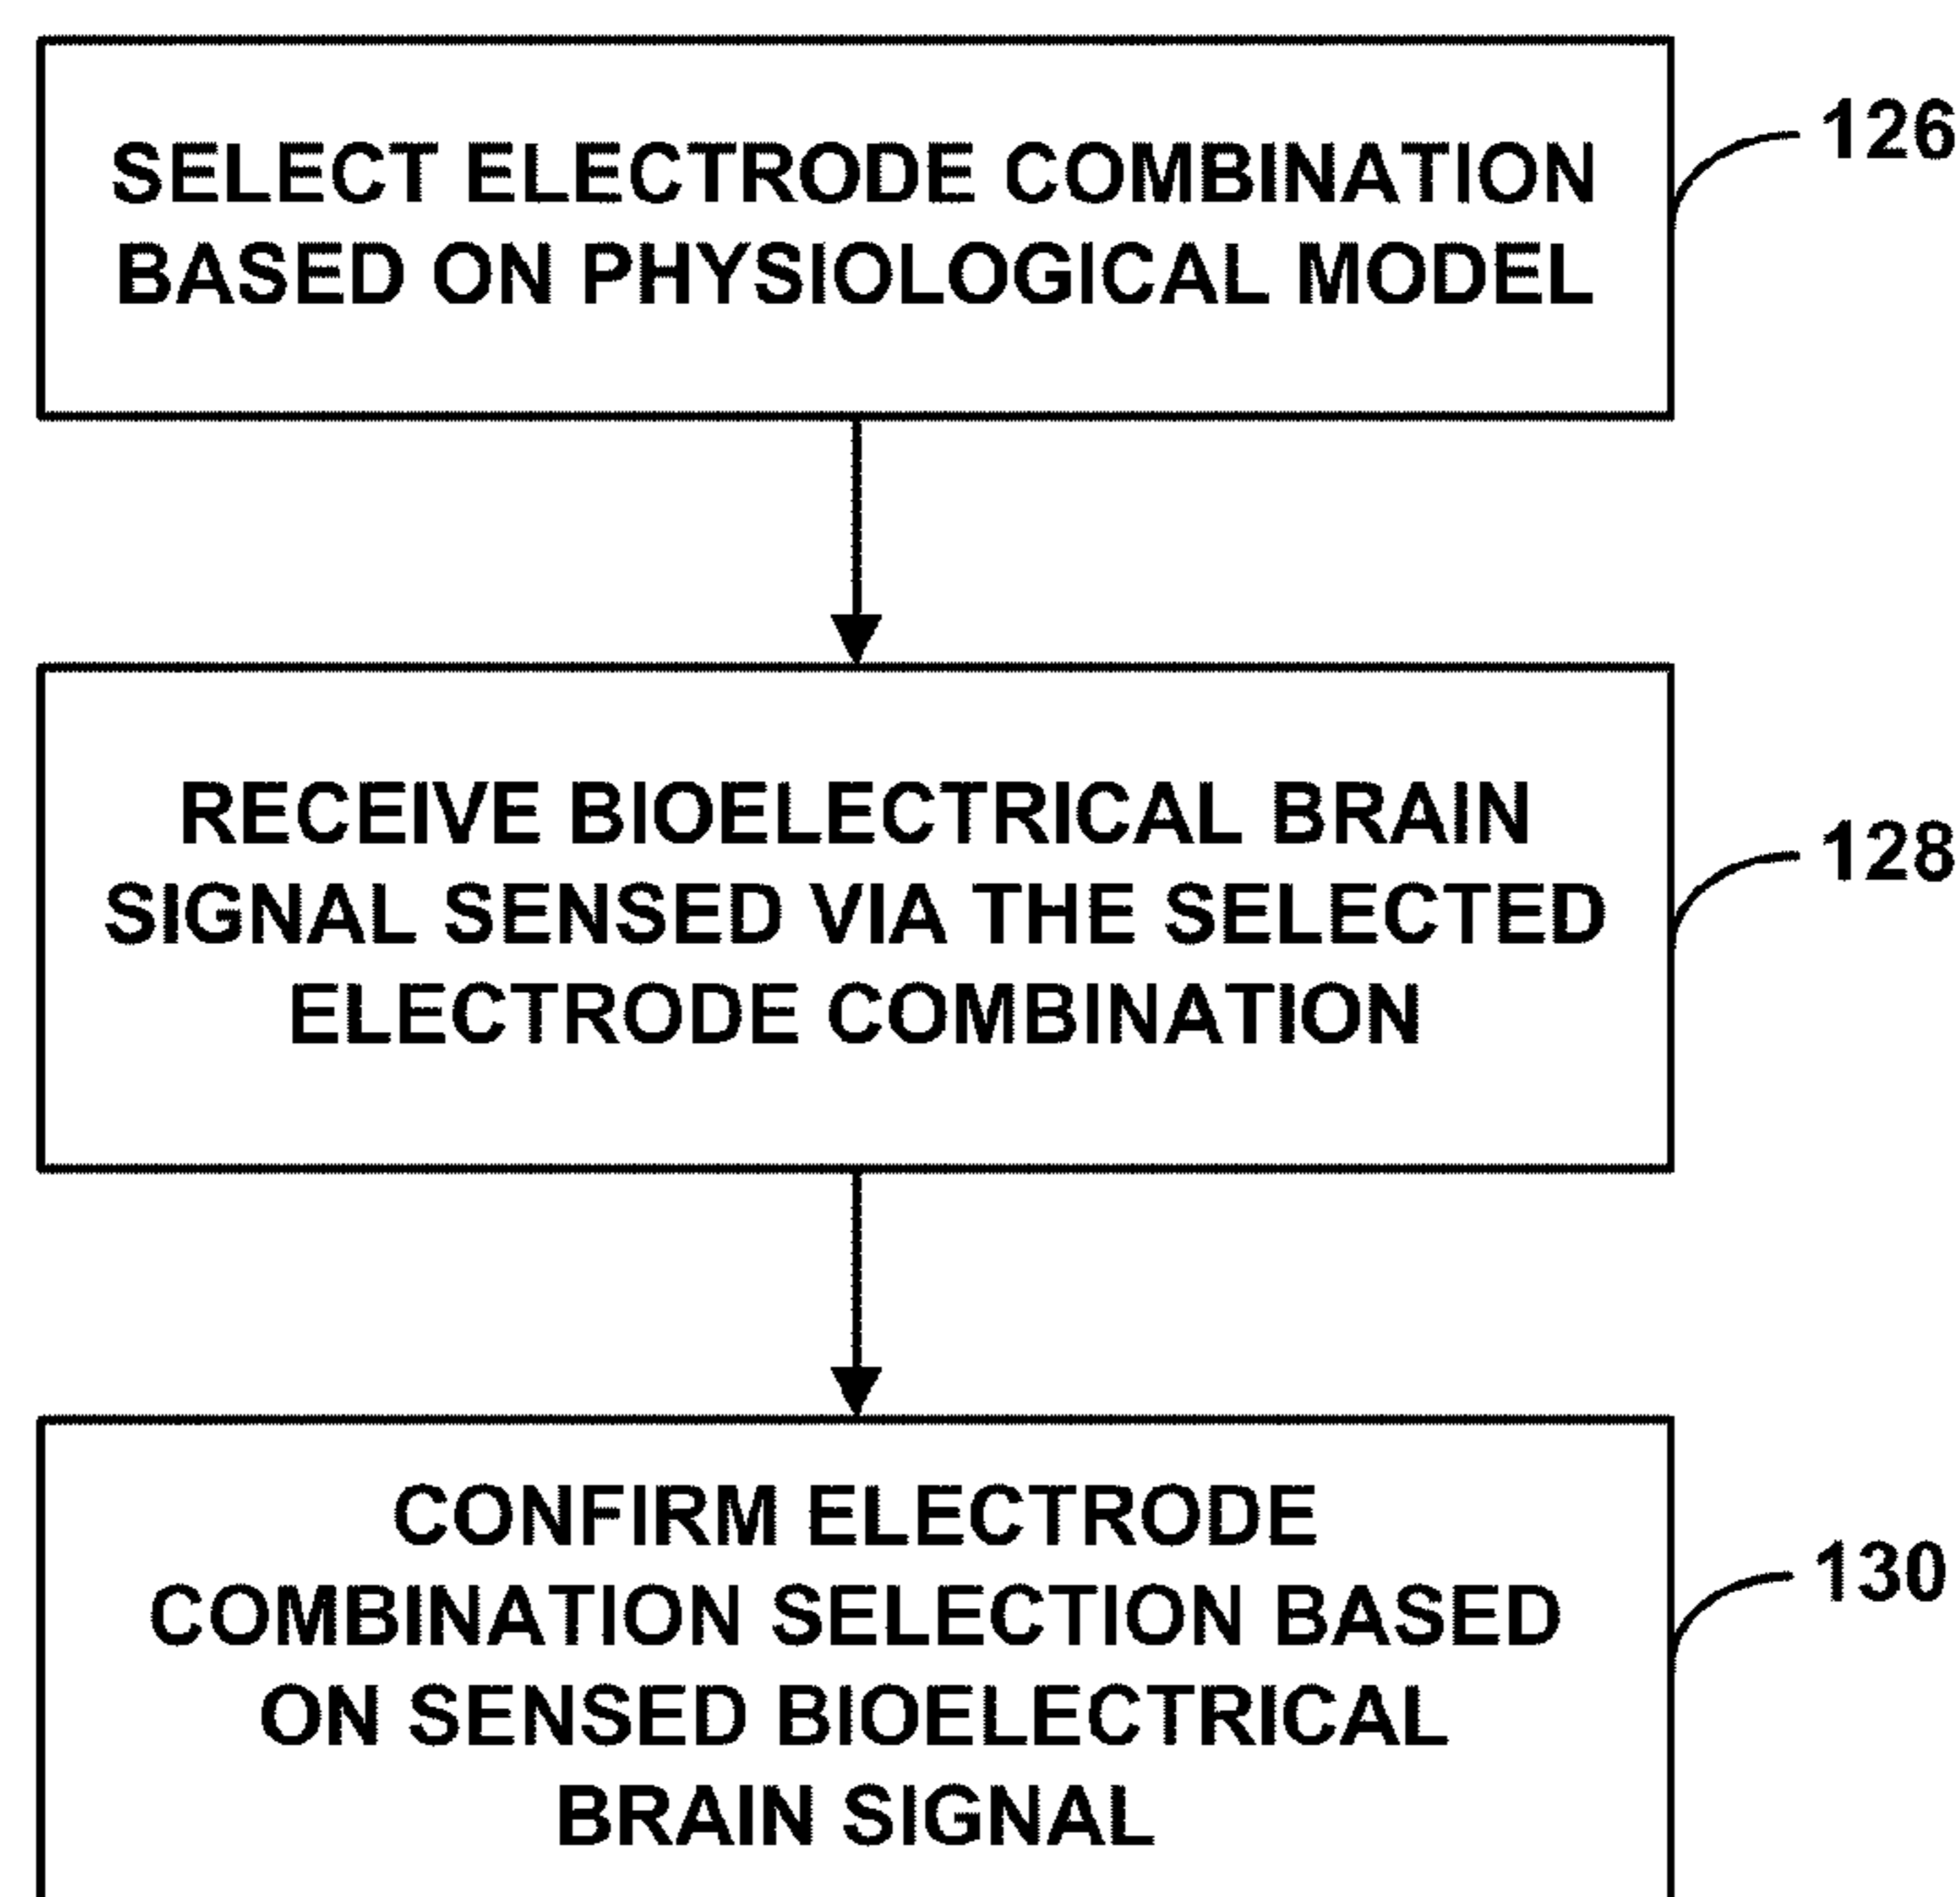 SELECT ELECTRODE COMBINATION
BASED ON PHYSIOLOGICAL MODEL
126
RECEIVE BIOELECTRICAL BRAIN
SIGNAL SENSED VIA THE SELECTED
ELECTRODE COMBINATION
128
CONFIRM ELECTRODE
COMBINATION SELECTION BASED
ON SENSED BIOELECTRICAL
BRAIN SIGNAL
130